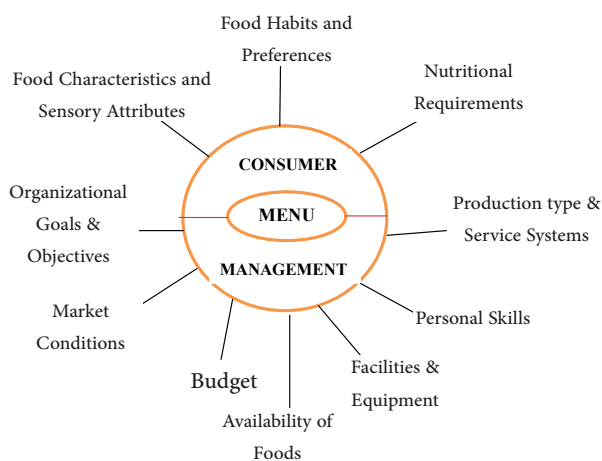 Food Habits and
Preferences
Food Characteristics and
Sensory Attributes
Nutritional
Requirements
CONSUMER
Organizational
Goals &
Objectives
MENU
Production type &
Service Systems
MANAGEMENT
Market
Conditions
Personal Skills
Budget
Facilities &
Equipment
Availability of
Foods